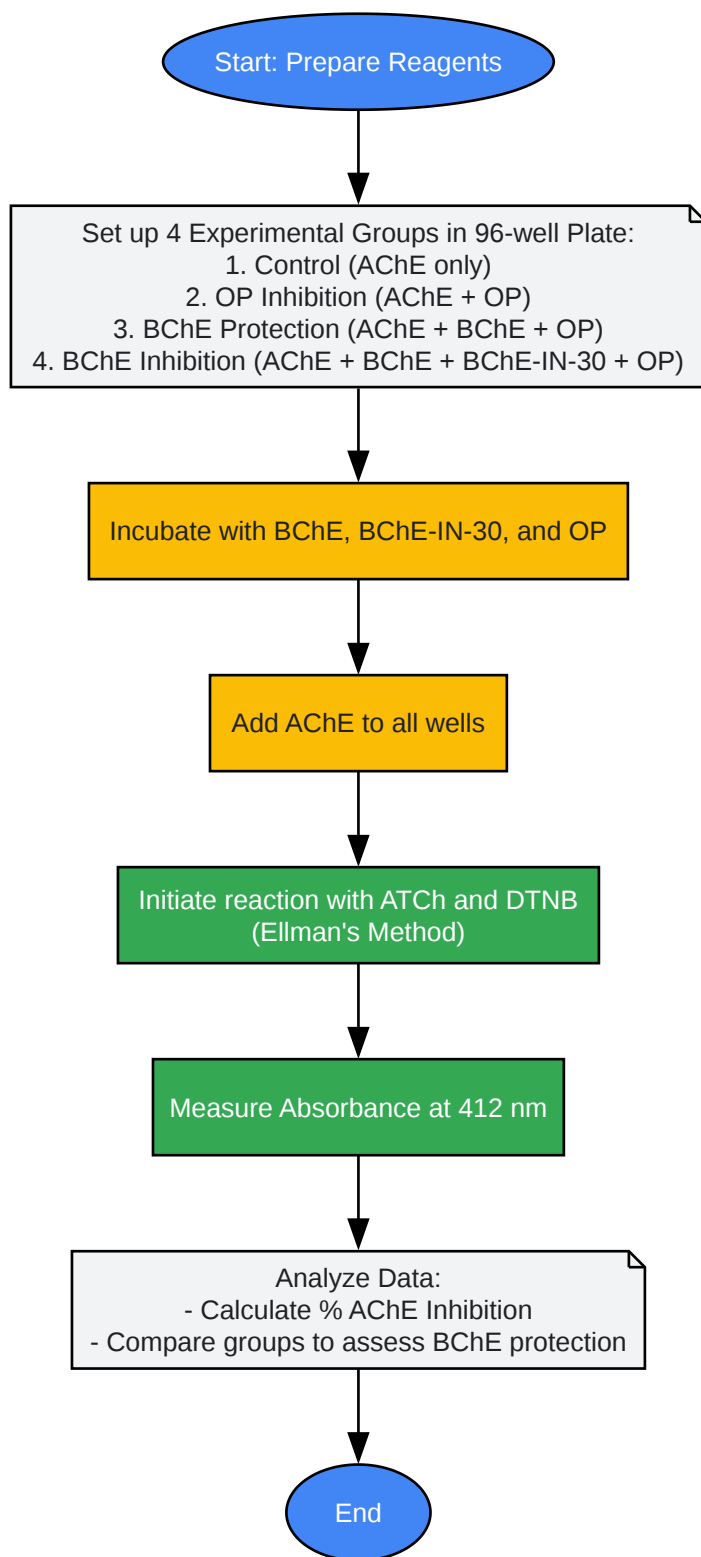 Start: Prepare Reagents
Set up 4 Experimental Groups in 96-well Plate:
1. Control (AChE only)
2. OP Inhibition (AChE + OP)
3. BChE Protection (AChE + BChE + OP)
4. BChE Inhibition (AChE + BChE + BChE-IN-30 + OP)
Incubate with BChE, BChE-IN-30, and OP
Add AChE to all wells
Initiate reaction with ATCh and DTNB
(Ellman's Method)
Measure Absorbance at 412 nm
Analyze Data:
- Calculate % AChE Inhibition
- Compare groups to assess BChE protection
End